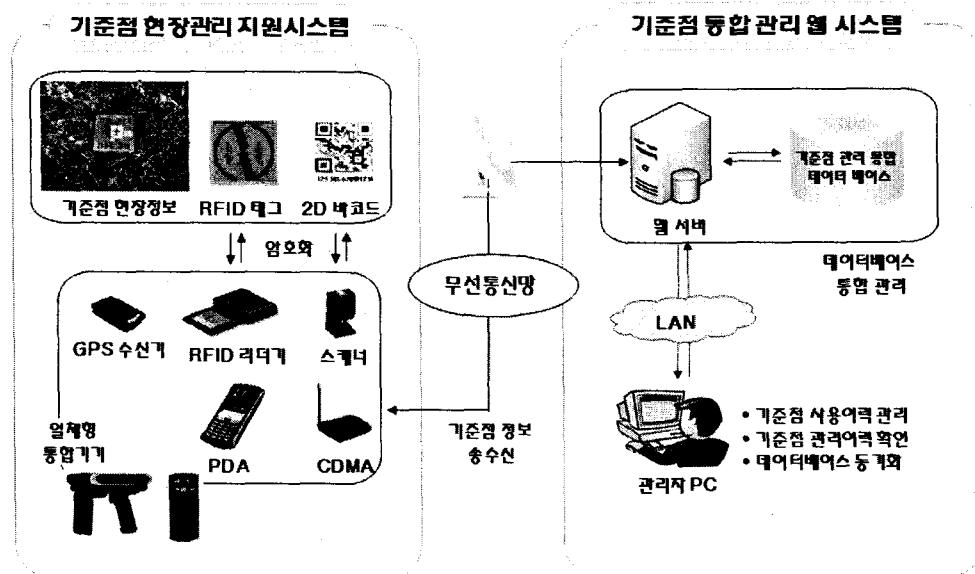 기준점 현장관리 지원시스템
기준점 현장정보
RFID 태그
2D 바코드
암호화
GPS 수신기
RFID 리더기
스캐너
PDA
CDMA
일체형
통합기기
무선통신망
기준점 정보
송수신
기준점 통합 관리 웹 시스템
웹 서버
기준점 관리 통합
데이터 베이스
데이터베이스
통합 관리
LAN
관리자 PC
• 기준점 사용이력 관리
• 기준점 관리이력 확인
• 데이터베이스 동기화